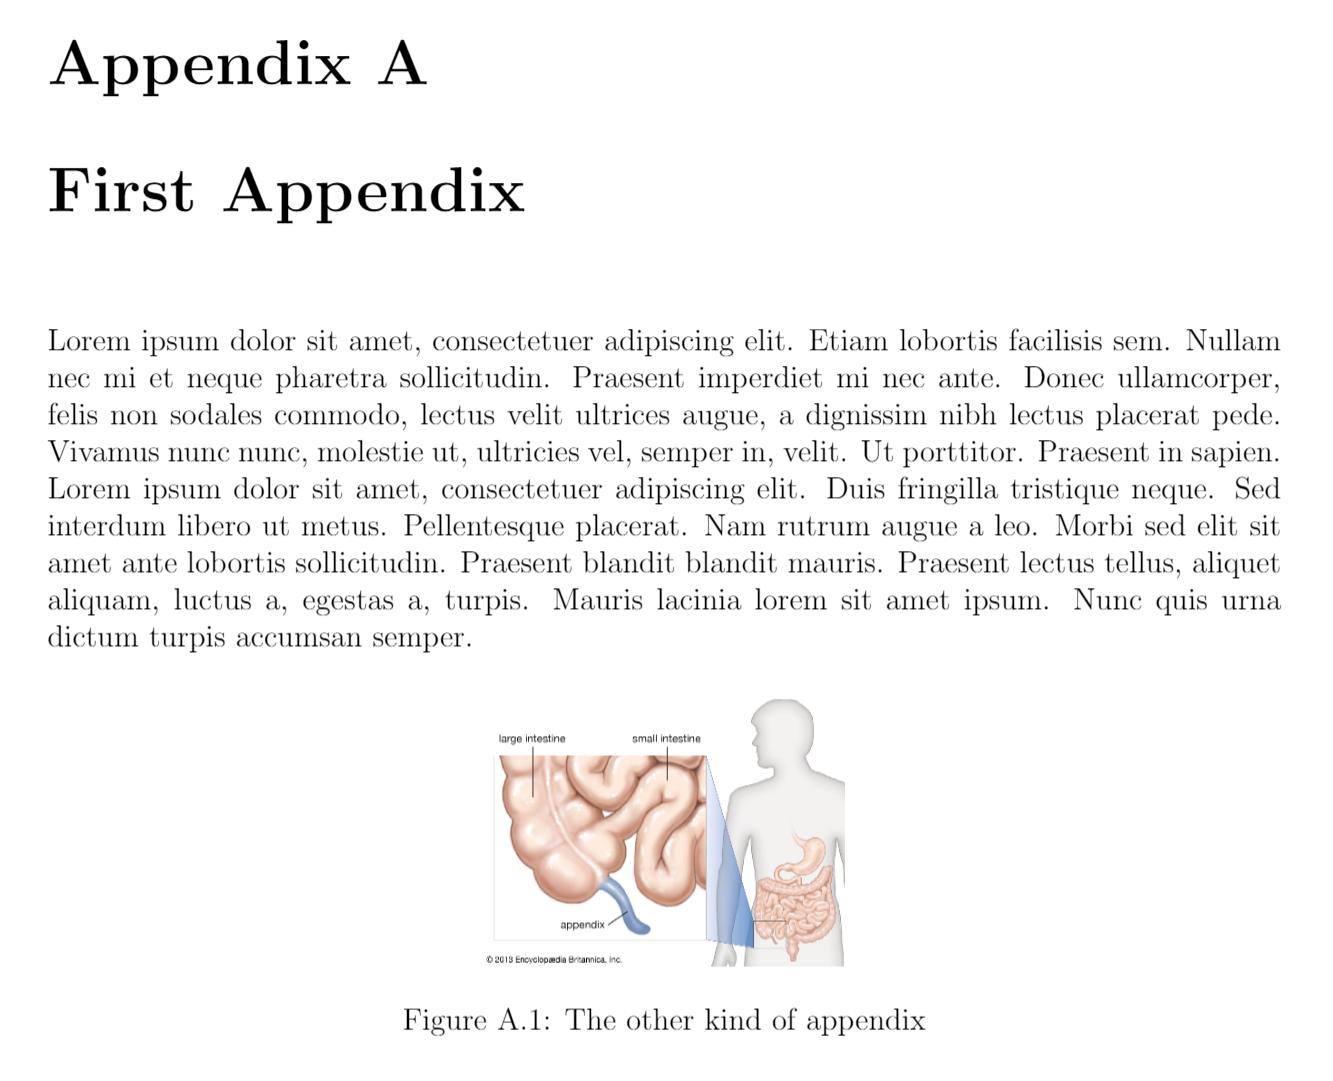 Appendix A
First Appendix
Lorem ipsum dolor sit amet, consectetuer adipiscing elit. Etiam lobortis facilisis sem. Nullam
nec mi et neque pharetra sollicitudin. Praesent imperdiet mi nec ante. Donec ullamcorper,
felis non sodales commodo, lectus velit ultrices augue, a dignissim nibh lectus placerat pede.
Vivamus nunc nunc, molestie ut, ultricies vel, semper in, velit. Ut porttitor. Praesent in sapien.
Lorem ipsum dolor sit amet, consectetuer adipiscing elit. Duis fringilla tristique neque. Sed
interdum libero ut metus. Pellentesque placerat. Nam rutrum augue a leo. Morbi sed elit sit
amet ante lobortis sollicitudin. Praesent blandit blandit mauris. Praesent lectus tellus, aliquet
aliquam, luctus a, egestas a, turpis. Mauris lacinia lorem sit amet ipsum. Nunc quis urna
dictum turpis accumsan semper.
large intestine small intestine
appendix
© 2013 Encyclopædia Britannica, Inc.
Figure A.1: The other kind of appendix